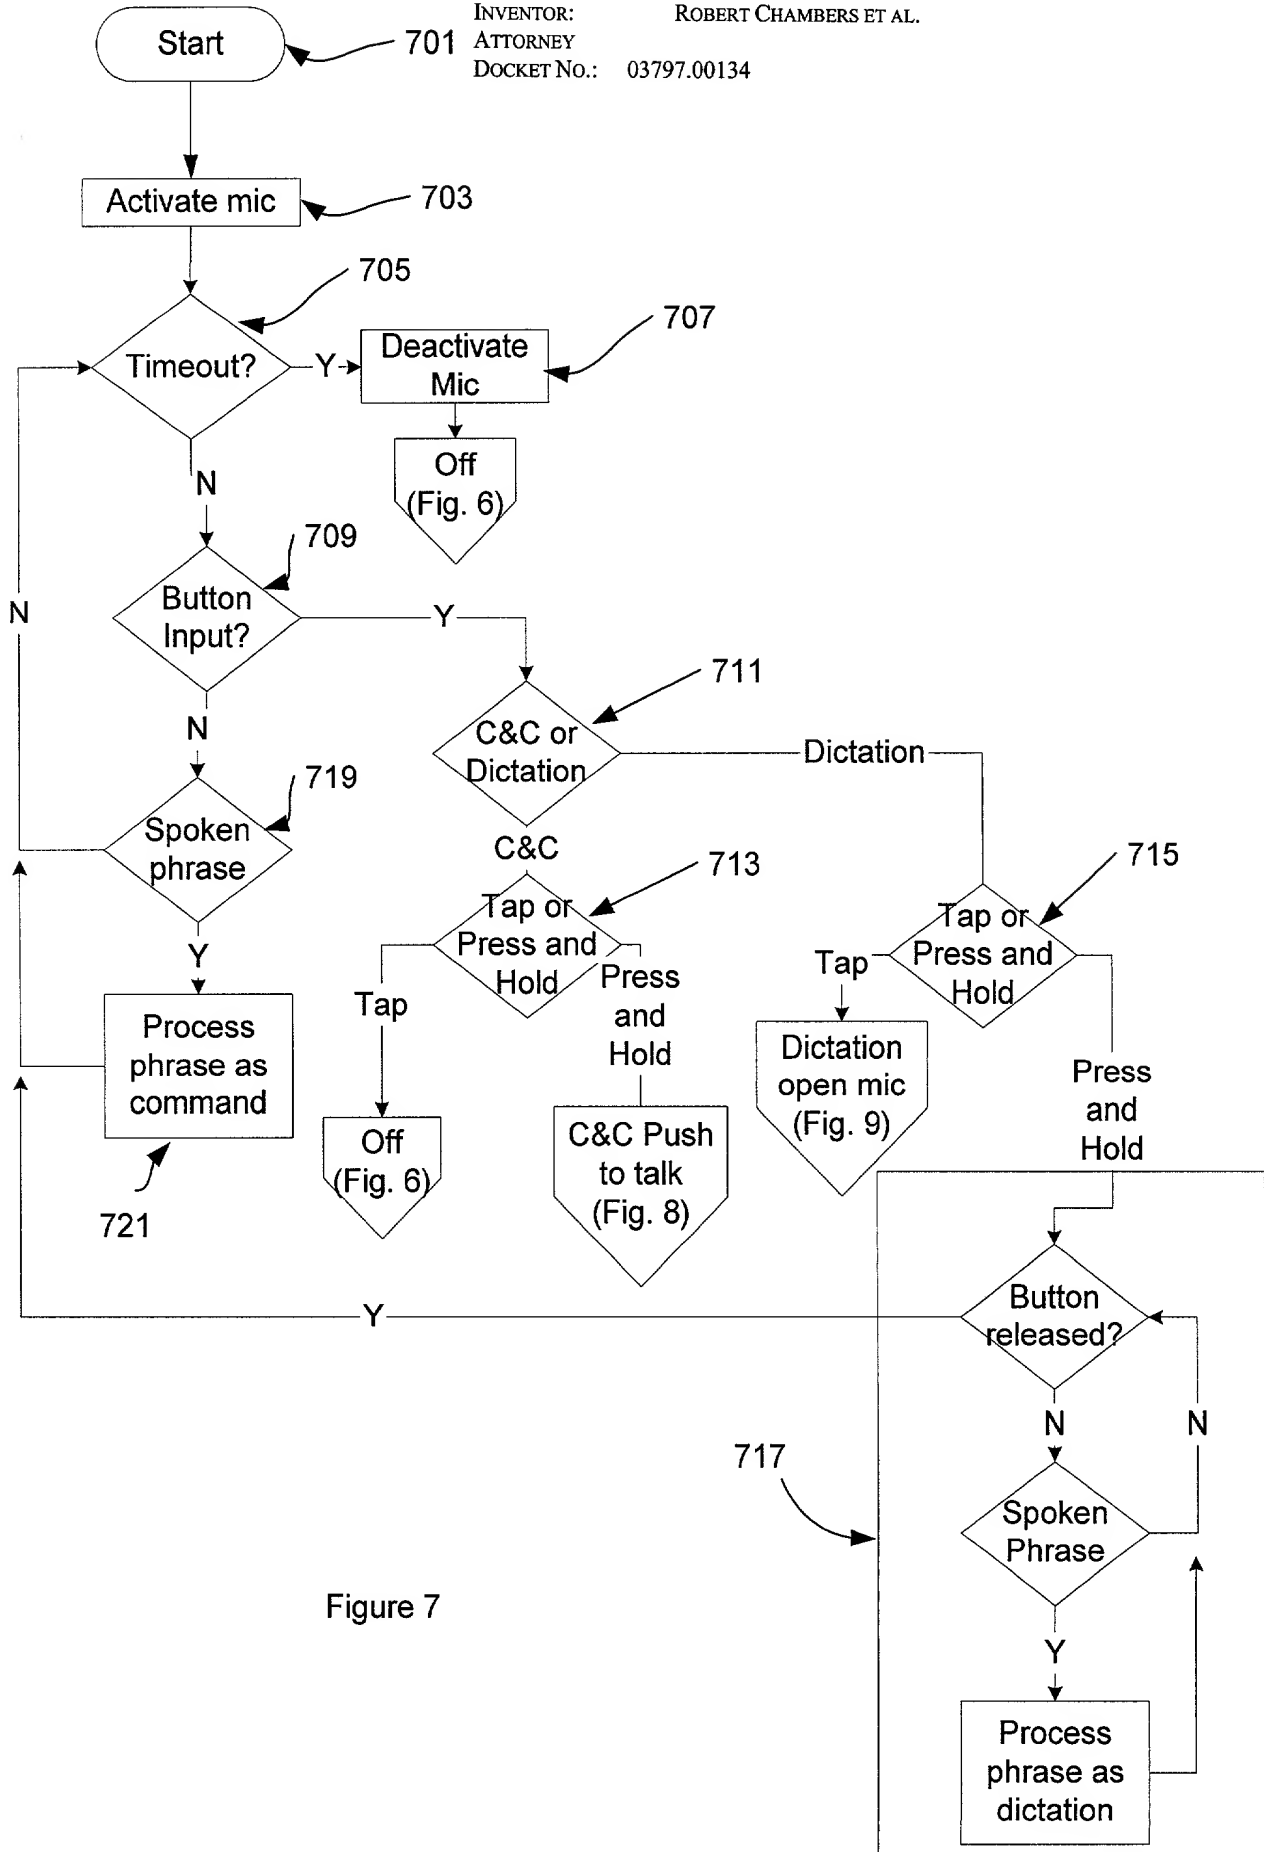 INVENTOR: ROBERT CHAMBERS ET AL.
ATTORNEY
DOCKET NO.: 03797.00134
Start
701
Activate mic
703
705
Timeout?
Y
Deactivate
Mic
707
Off
(Fig. 6)
N
709
Button
Input?
Y
N
N
711
C&C or
Dictation
Dictation
719
Spoken
phrase
C&C
713
Tap or
Press and
Hold
715
Tap or
Press and
Hold
Y
Tap
Press
and
Hold
Tap
Process
phrase as
command
721
Off
(Fig. 6)
C&C Push
to talk
(Fig. 8)
Dictation
open mic
(Fig. 9)
Press
and
Hold
Y
Button
released?
N
N
717
Spoken
Phrase
Y
Process
phrase as
dictation
Figure 7